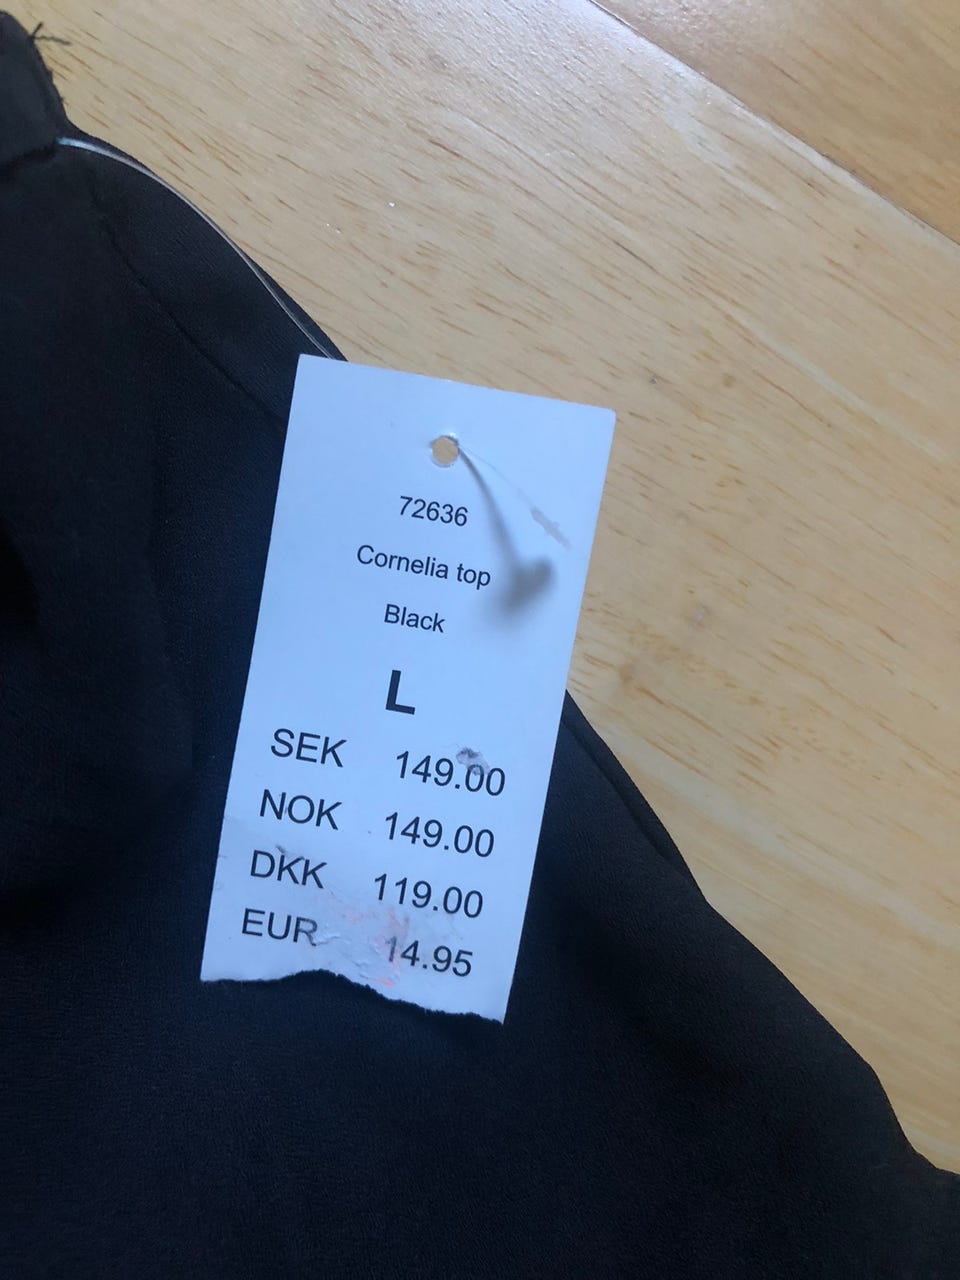 72636
Cornelia top
Black
L
SEK 149.00
NOK 149.00
DKK 119.00
EUR 14.95